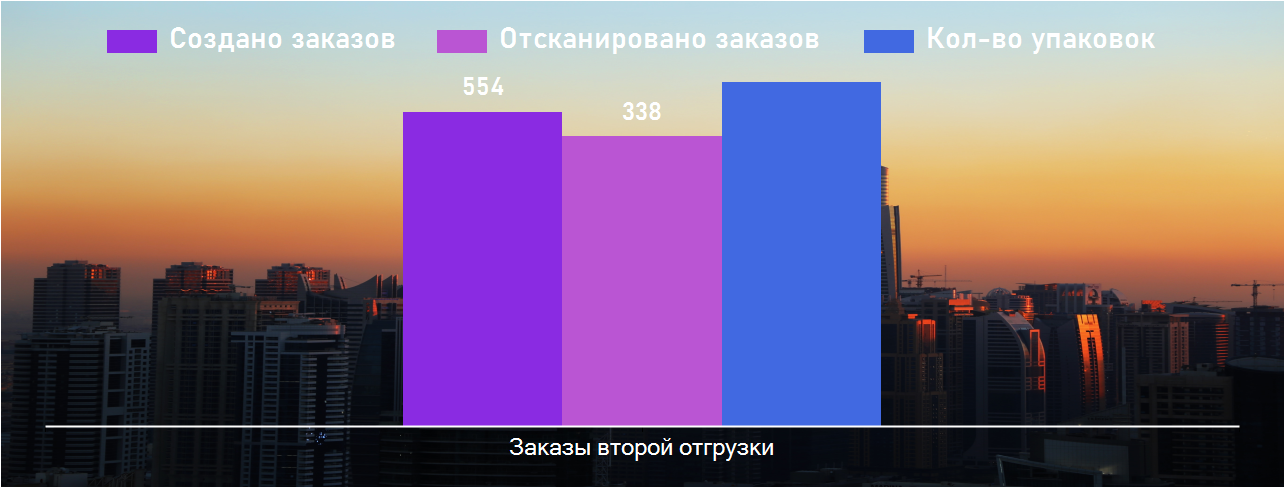 Создано заказов Отсканировано заказов Кол-во упаковок
554
338
Заказы второй отгрузки